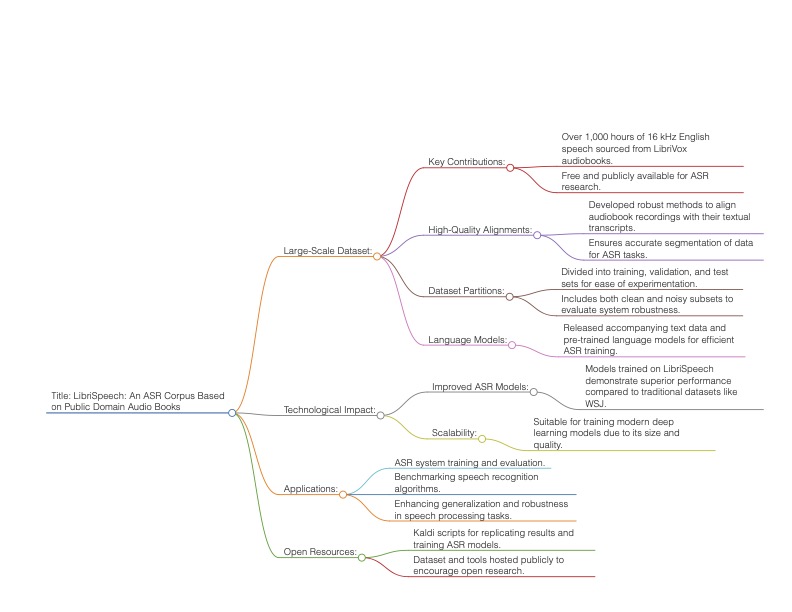 Title: LibriSpeech: An ASR Corpus Based
on Public Domain Audio Books
Large-Scale Dataset:
Key Contributions:
Over 1,000 hours of 16 kHz English
speech sourced from LibriVox
audiobooks.
Free and publicly available for ASR
research.
High-Quality Alignments:
Developed robust methods to align
audiobook recordings with their textual
transcripts.
Ensures accurate segmentation of data
for ASR tasks.
Dataset Partitions:
Divided into training, validation, and test
sets for ease of experimentation.
Includes both clean and noisy subsets to
evaluate system robustness.
Language Models:
Released accompanying text data and
pre-trained language models for efficient
ASR training.
Technological Impact:
Improved ASR Models:
Models trained on LibriSpeech
demonstrate superior performance
compared to traditional datasets like
WSJ.
Scalability:
Suitable for training modern deep
learning models due to its size and
quality.
Applications:
ASR system training and evaluation.
Benchmarking speech recognition
algorithms.
Enhancing generalization and robustness
in speech processing tasks.
Open Resources:
Kaldi scripts for replicating results and
training ASR models.
Dataset and tools hosted publicly to
encourage open research.